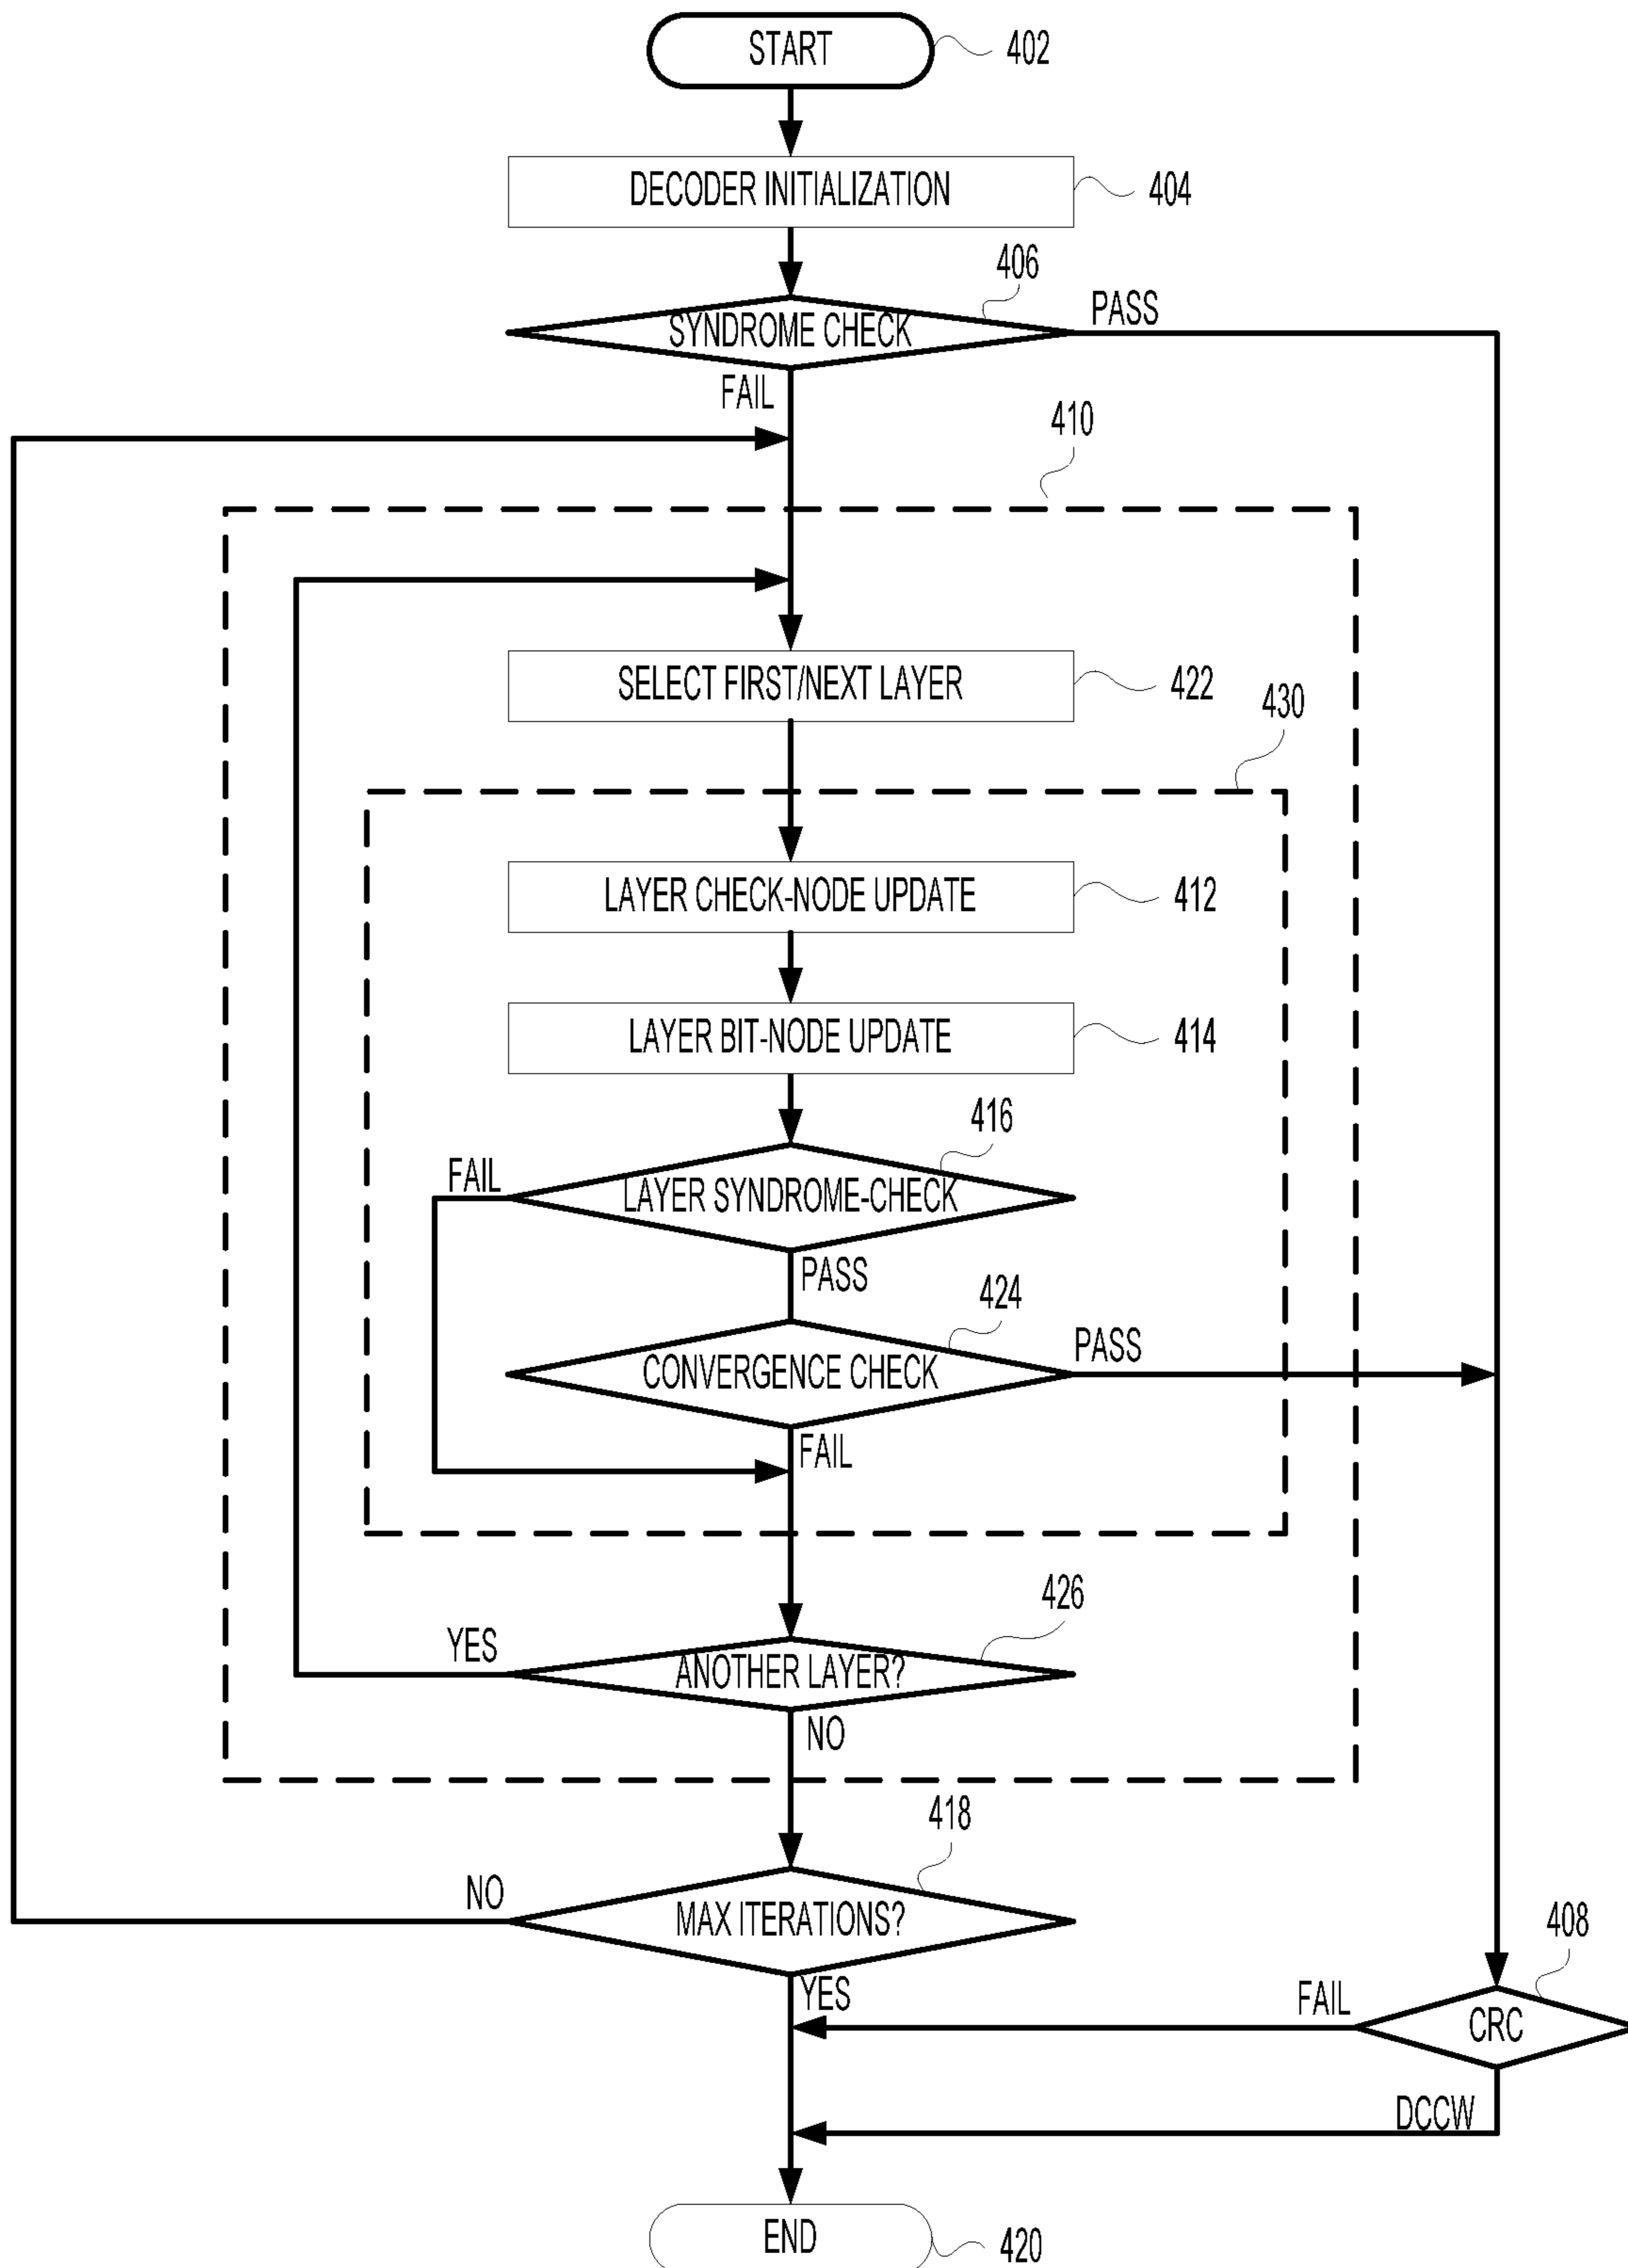 START
402
DECODER INITIALIZATION
404
406
SYNDROME CHECK
PASS
FAIL
410
SELECT FIRST/NEXT LAYER
422
430
LAYER CHECK-NODE UPDATE
412
LAYER BIT-NODE UPDATE
414
416
FAIL
LAYER SYNDROME-CHECK
PASS
424
CONVERGENCE CHECK
PASS
FAIL
426
YES
ANOTHER LAYER?
NO
418
NO
MAX ITERATIONS?
YES
408
FAIL
CRC
DCCW
END
420